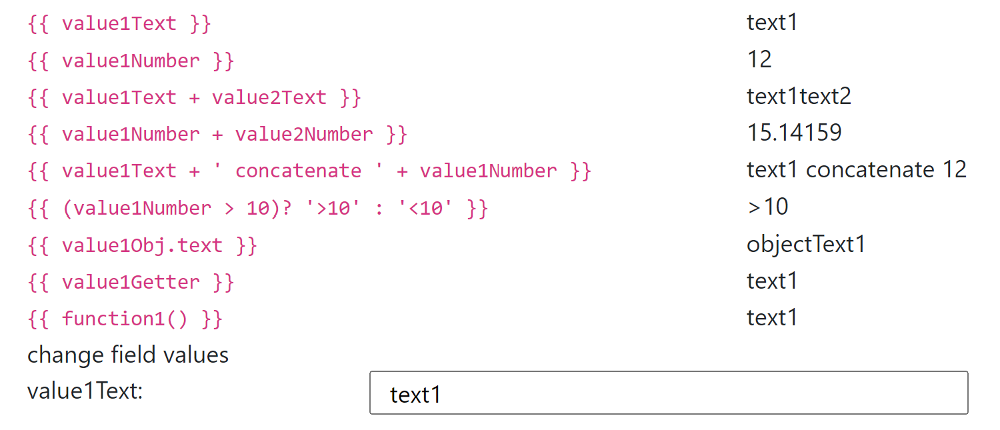 {{ value1Text }} text1
{{ value1Number }} 12
{{ value1Text + value2Text }} text1text2
{{ value1Number + value2Number }} 15.14159
{{ value1Text + ' concatenate ' + value1Number }} text1 concatenate 12
{{ (value1Number > 10)? '>10' : '<10' }} >10
{{ value1Obj.text }} objectText1
{{ value1Getter }} text1
{{ function1() }} text1
change field values
value1Text: text1